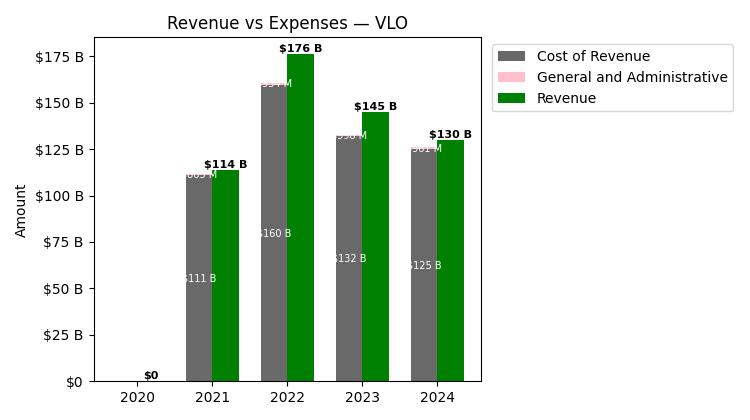 Revenue vs Expenses — VLO
Cost of Revenue
General and Administrative
Revenue
Amount
$175 B
$150 B
$125 B
$100 B
$75 B
$50 B
$25 B
$0
$0
$114 B
$176 B
$145 B
$130 B
$111 B
$160 B
$132 B
$125 B
2020
2021
2022
2023
2024